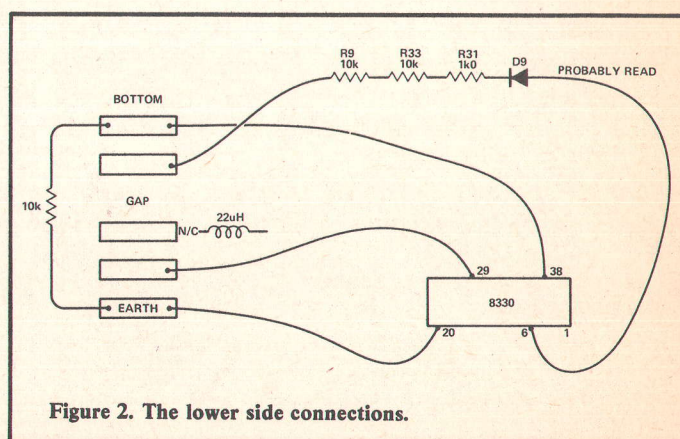 R9
10k
R33
10k
R31
1k0
D9
PROBABLY READ
BOTTOM
10k
GAP
N/C
22uH
29
38
8330
EARTH
20
6
1
Figure 2. The lower side connections.